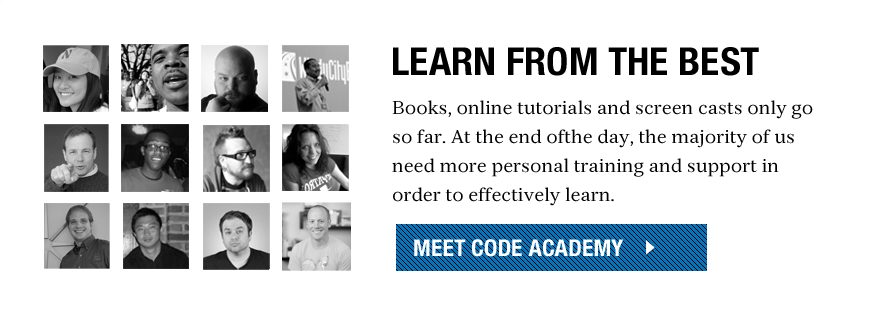 LEARN FROM THE BEST
Books, online tutorials and screen casts only go
so far. At the end ofthe day, the majority of us
need more personal training and support in
order to effectively learn.
MEET CODE ACADEMY